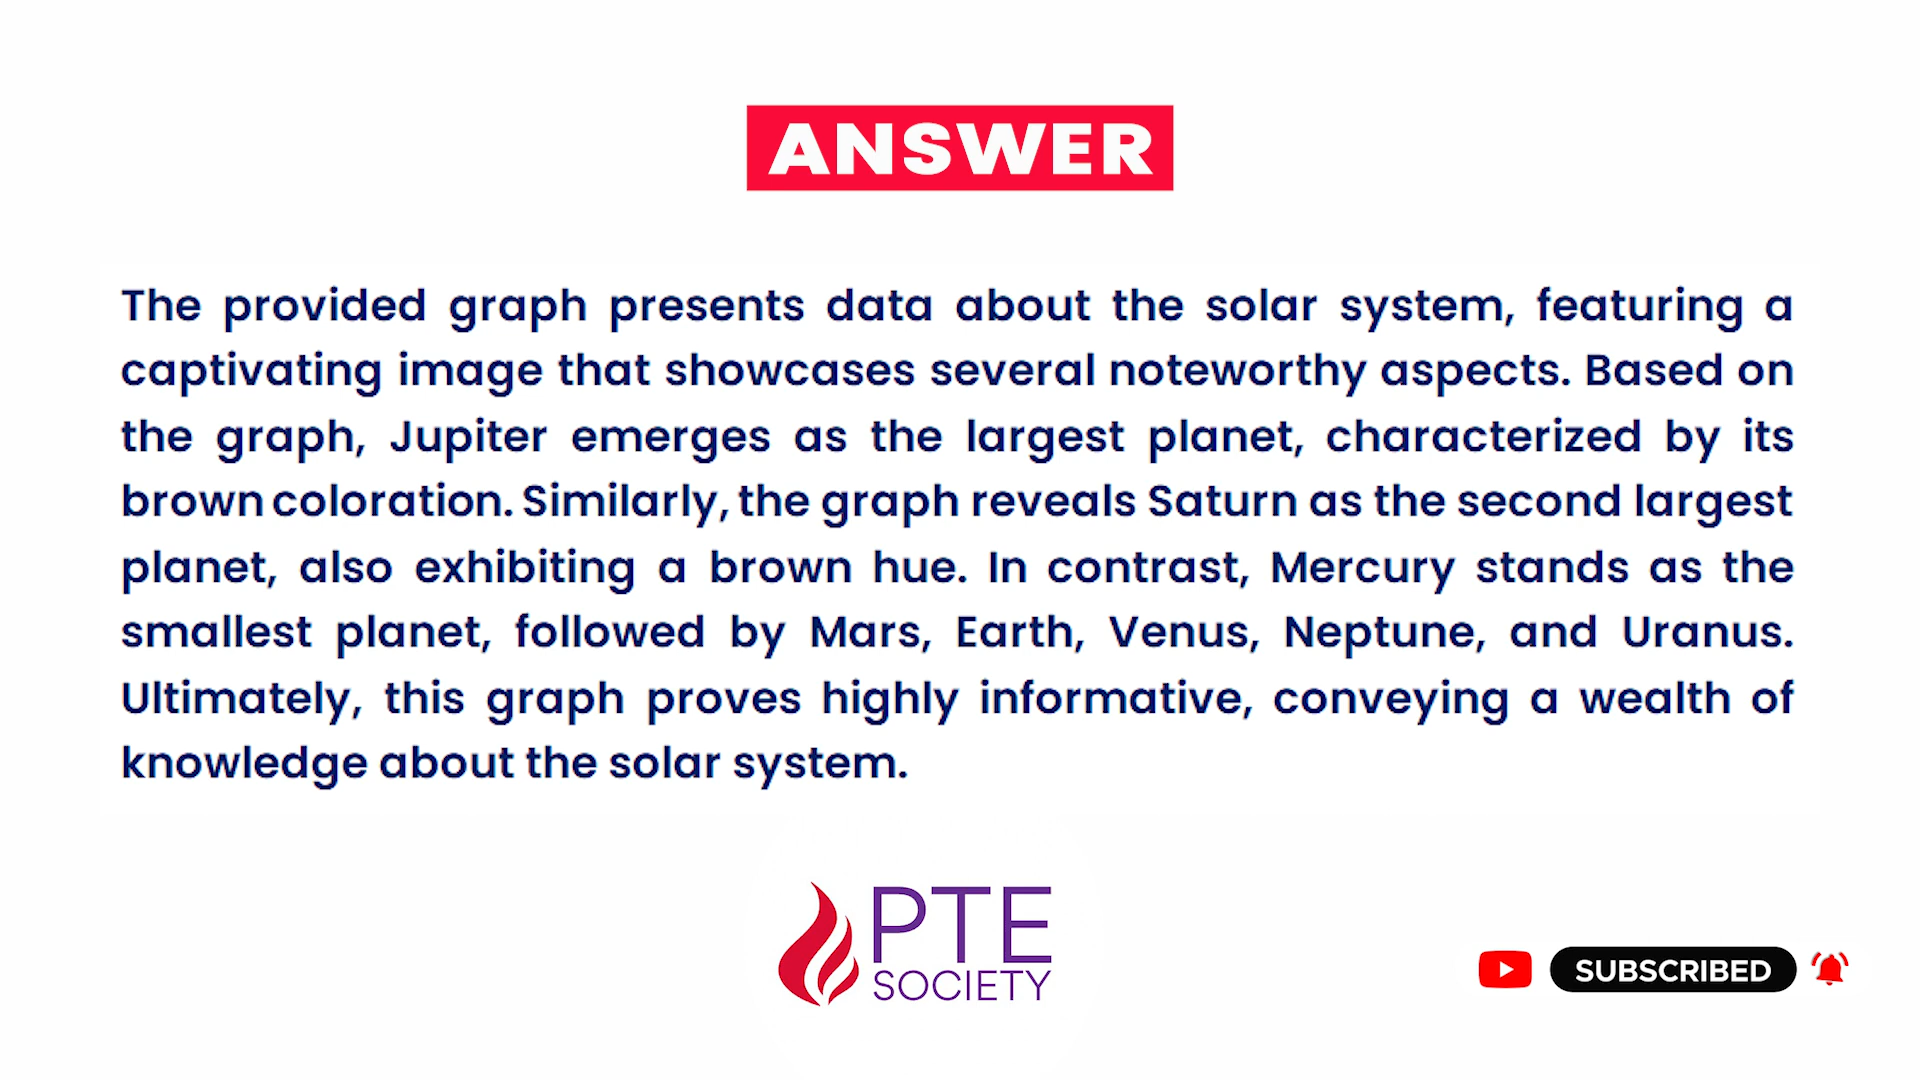 ANSWER
The provided graph presents data about the solar system, featuring a
captivating image that showcases several noteworthy aspects. Based on
the graph, Jupiter emerges as the largest planet, characterized by its
brown coloration. Similarly, the graph reveals Saturn as the second largest
planet, also exhibiting a brown hue. In contrast, Mercury stands as the
smallest planet, followed by Mars, Earth, Venus, Neptune, and Uranus.
Ultimately, this graph proves highly informative, conveying a wealth of
knowledge about the solar system.
PTE
SOCIETY
SUBSCRIBED